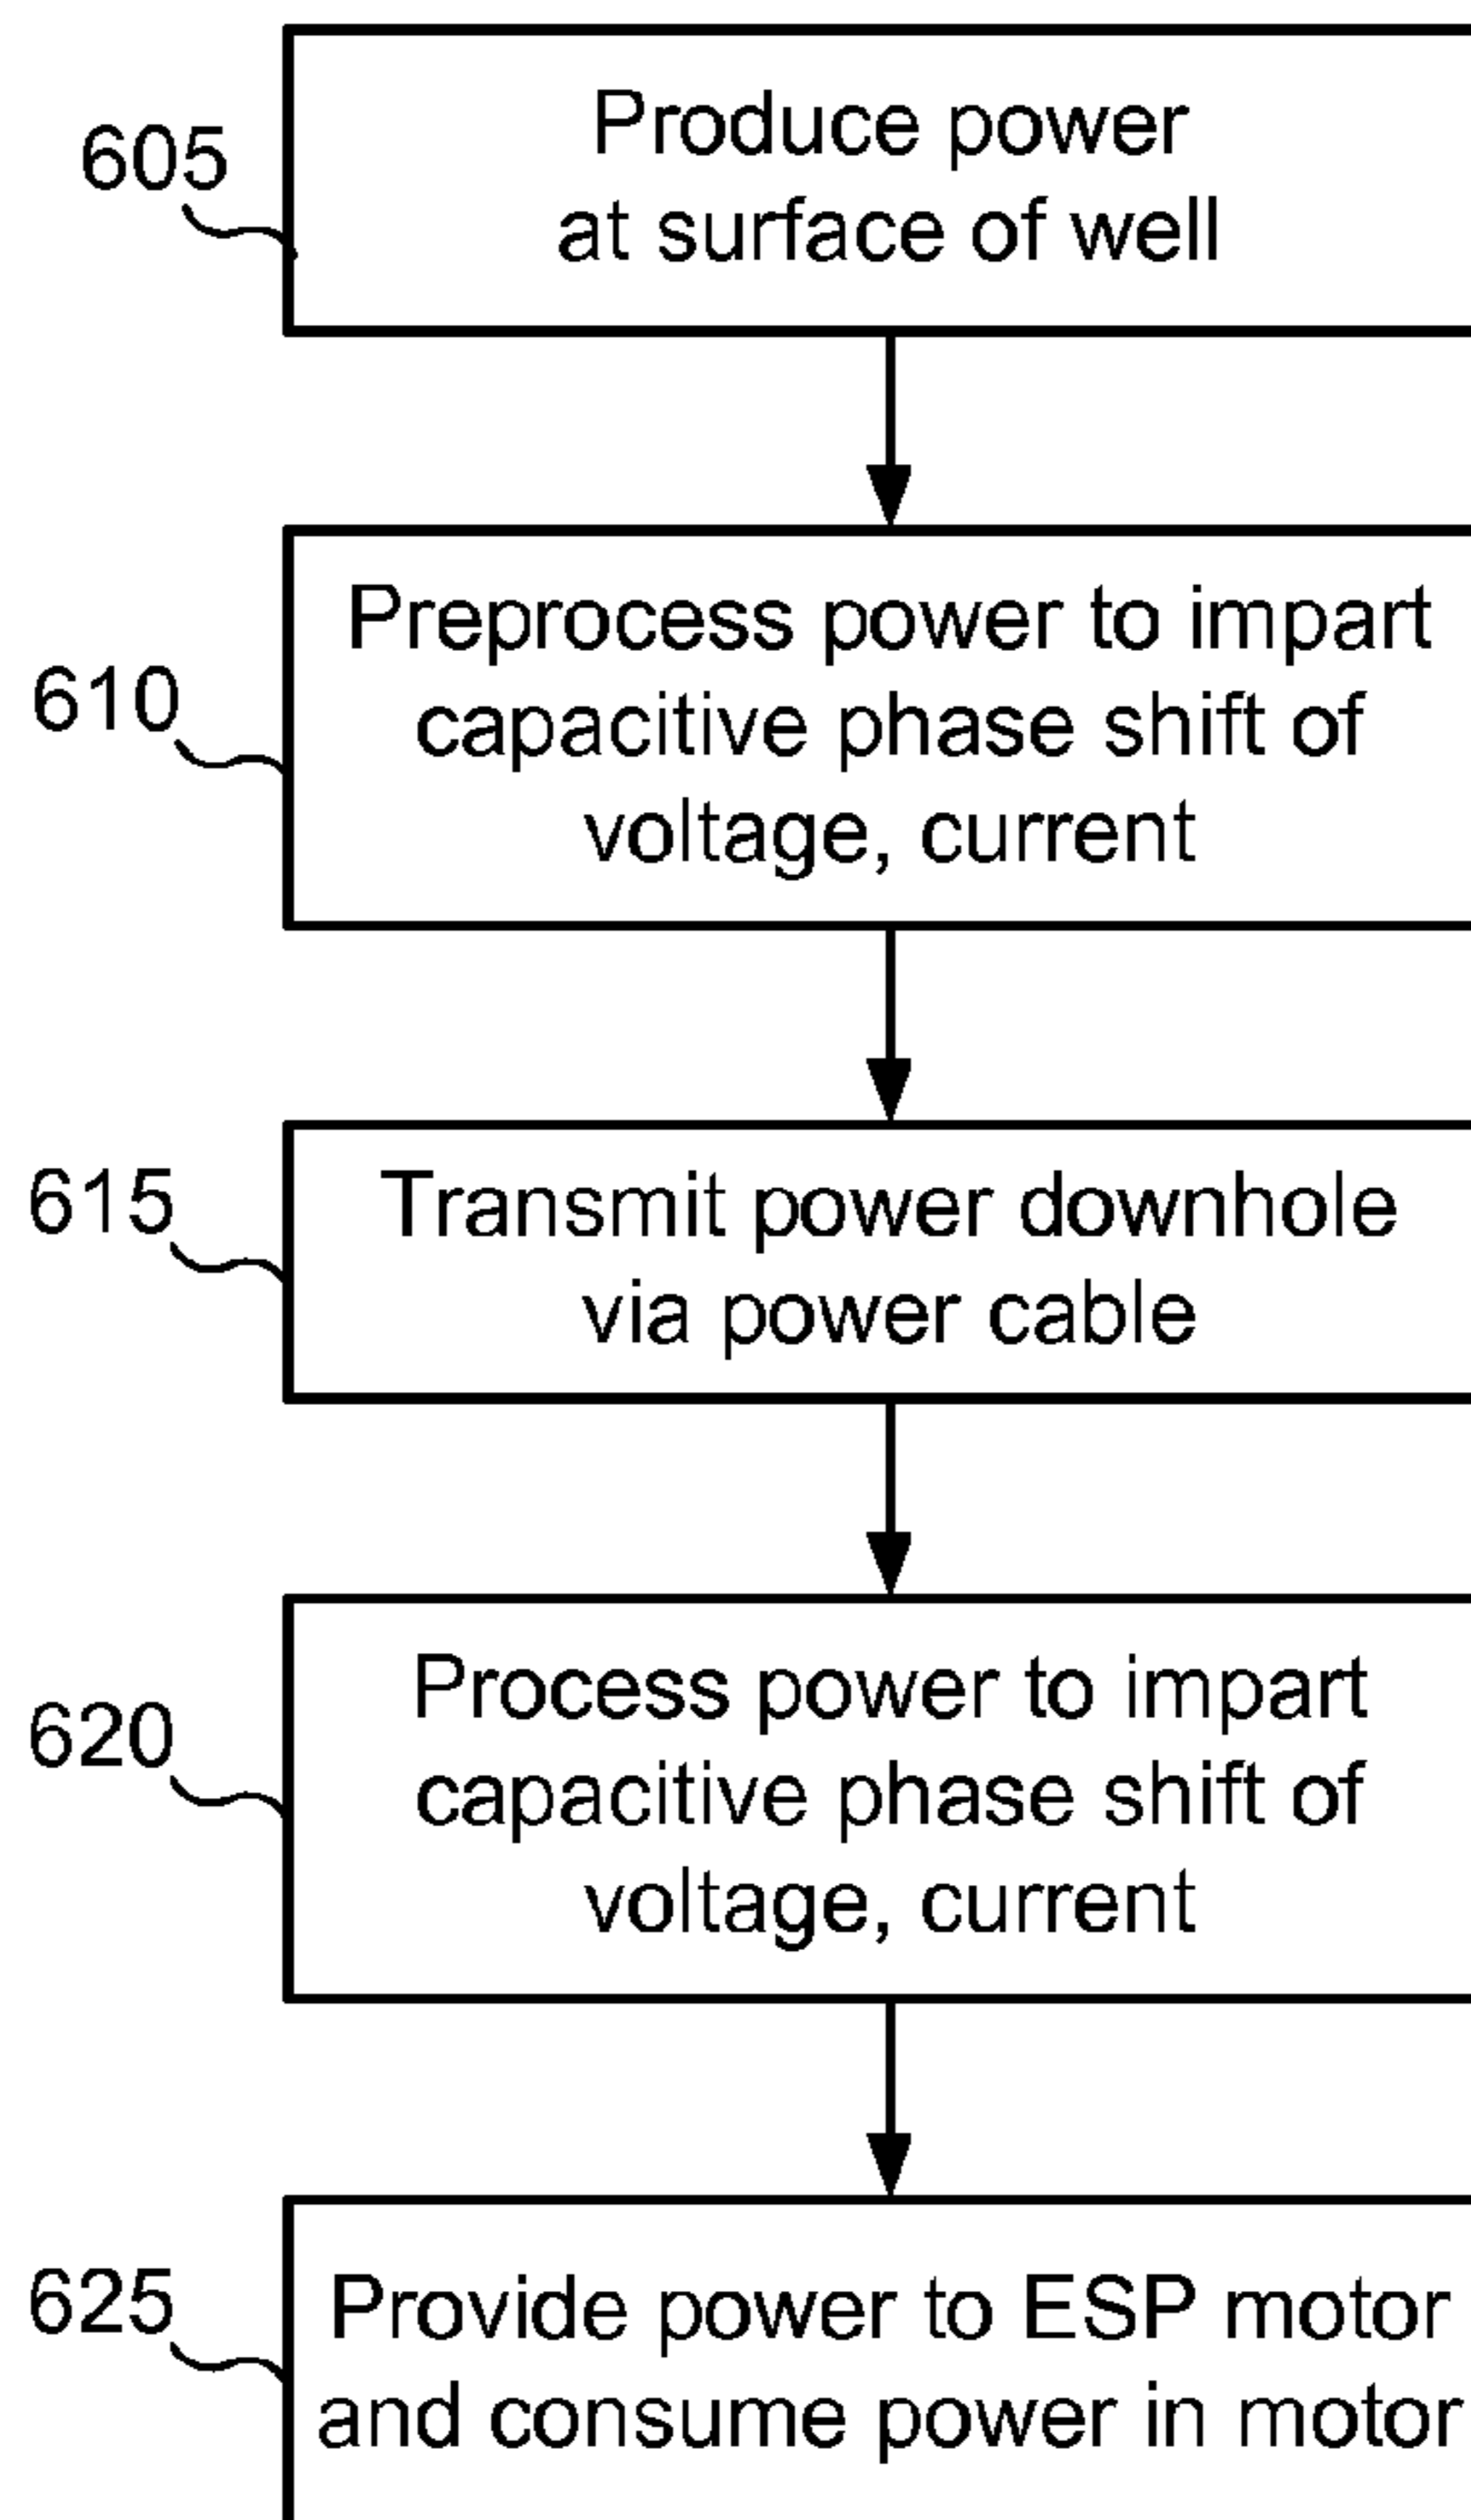 605
Produce power
at surface of well
610
Preprocess power to impart
capacitive phase shift of
voltage, current
615
Transmit power downhole
via power cable
620
Process power to impart
capacitive phase shift of
voltage, current
625
Provide power to ESP motor
and consume power in motor